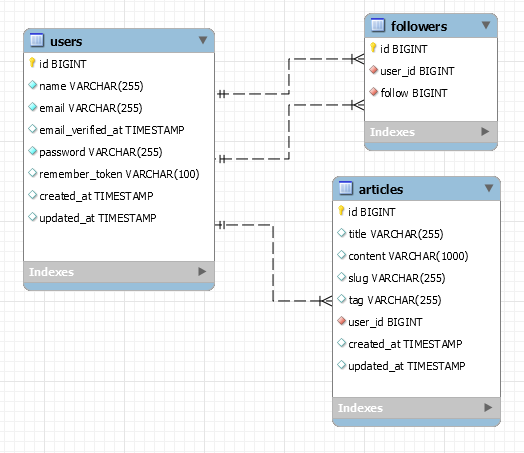 users
id BIGINT
name VARCHAR(255)
email VARCHAR(255)
email_verified_at TIMESTAMP
password VARCHAR(255)
remember_token VARCHAR(100)
created_at TIMESTAMP
updated_at TIMESTAMP
Indexes
followers
id BIGINT
user_id BIGINT
follow BIGINT
Indexes
articles
id BIGINT
title VARCHAR(255)
content VARCHAR(1000)
slug VARCHAR(255)
tag VARCHAR(255)
user_id BIGINT
created_at TIMESTAMP
updated_at TIMESTAMP
Indexes